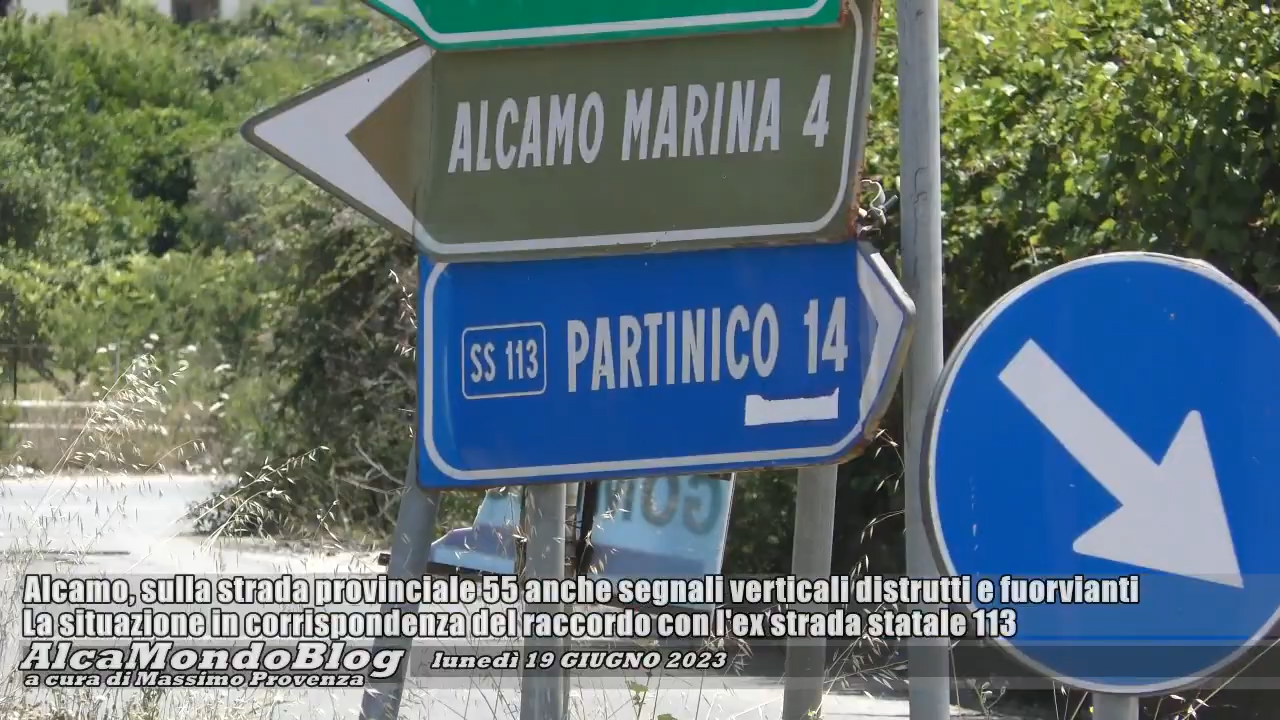 ALCAMO MARINA 4
SS 113 PARTINICO 14
Alcamo, sulla strada provinciale 55 anche segnali verticali distrutti e fuorvianti
La situazione in corrispondenza del raccordo con l'ex strada statale 113
AlcaMondoBlog lunedì 19 GIUGNO 2023
a cura di Massimo Provenza